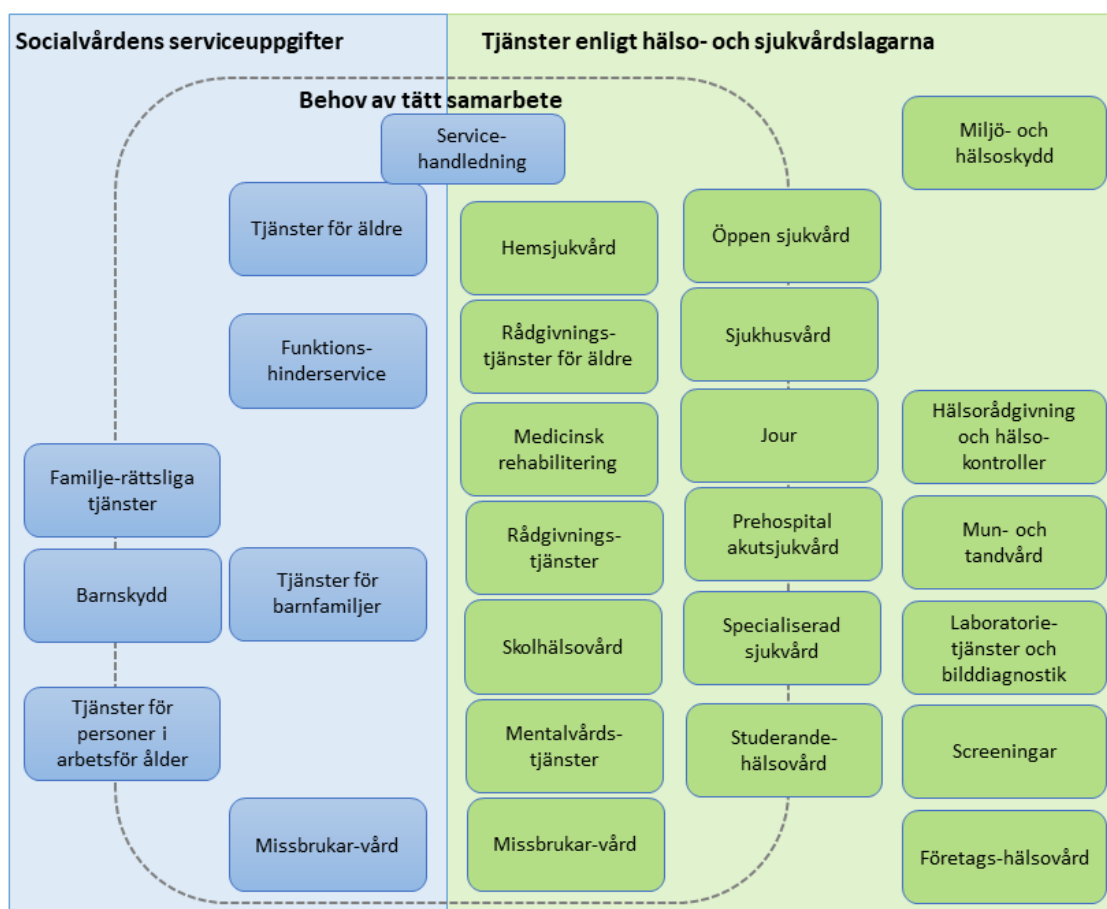 Socialvårdens serviceuppgifter
Tjänster enligt hälso- och sjukvårdslagarna
Behov av tätt samarbete
Service-
handledning
Tjänster för äldre
Funktions-
hinderservice
Familje-rättsliga
tjänster
Barnskydd
Tjänster för
barnfamiljer
Tjänster för
personer i
arbetsför ålder
Missbrukar-vård
Hemsjukvård
Rådgivnings-
tjänster för äldre
Medicinsk
rehabilitering
Rådgivnings-
tjänster
Skolhälsovård
Mentalvårds-
tjänster
Missbrukar-vård
Öppen sjukvård
Sjukhusvård
Jour
Prehospital
akutsjukvård
Specialiserad
sjukvård
Studerande-
hälsovård
Miljö- och
hälsoskydd
Hälsorådgivning
och hälso-
kontroller
Mun- och
tandvård
Laboratorie-
tjänster och
bilddiagnostik
Screeningar
Företags-hälsovård